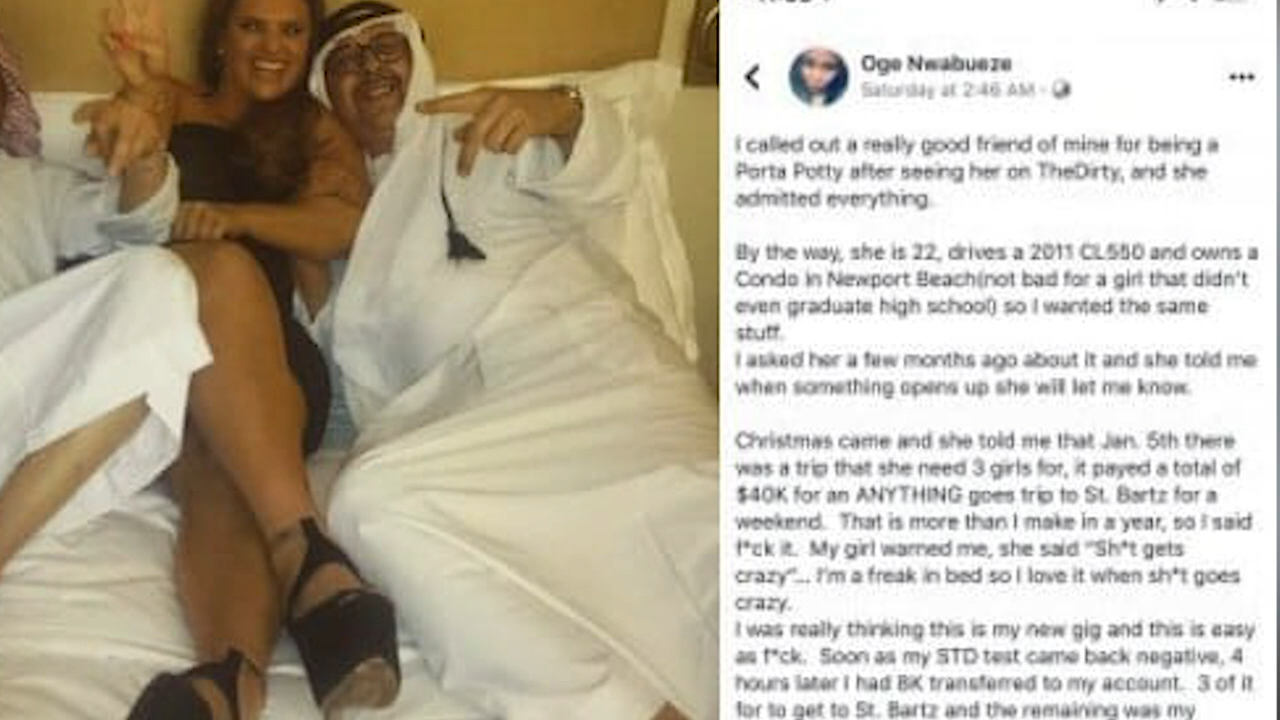 Oge Nwabueze
Saturday at 2:46 AM
I called out a really good friend of mine for being a
Porta Potty after seeing her on TheDirty, and she
admitted everything.
By the way, she is 22, drives a 2011 CL550 and owns a
Condo in Newport Beach(not bad for a girl that didn't
even graduate high school) so I wanted the same
stuff.
I asked her a few months ago about it and she told me
when something opens up she will let me know.
Christmas came and she told me that Jan. 5th there
was a trip that she need 3 girls for, it payed a total of
$40K for an ANYTHING goes trip to St. Bartz for a
weekend. That is more than I make in a year, so I said
f*ck it. My girl warned me, she said "Sh*t gets
crazy"... I'm a freak in bed so I love it when sh*t goes
crazy.
I was really thinking this is my new gig and this is easy
as f*ck. Soon as my STD test came back negative, 4
hours later I had 8K transferred to my account. 3 of it
for to get to St. Bartz and the remaining was my